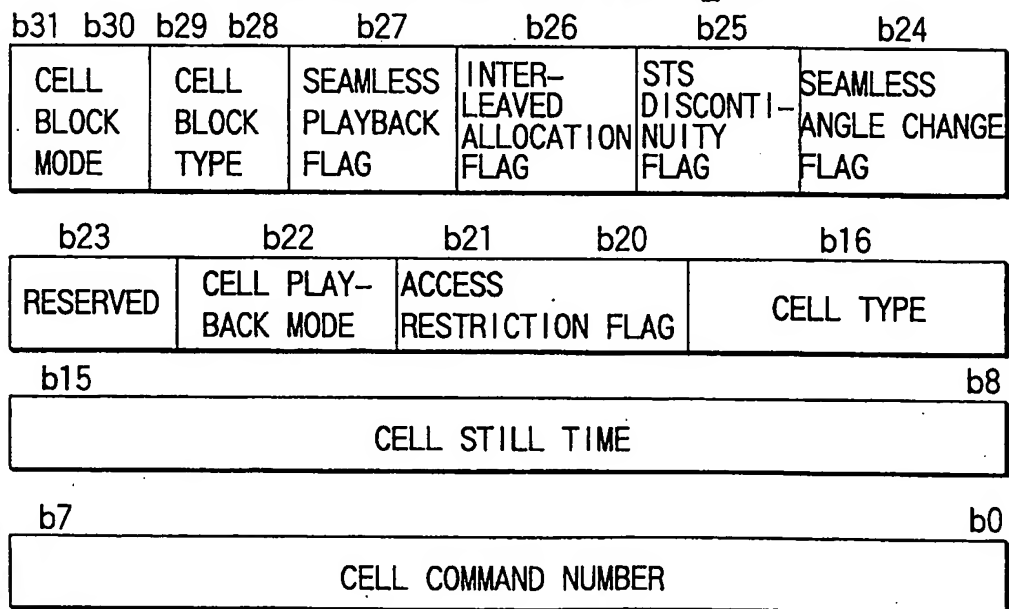 b31 b30 b29 b28 b27 b26 b25 b24
CELL BLOCK MODE
CELL BLOCK TYPE
SEAMLESS PLAYBACK FLAG
INTER-
LEAVED
ALLOCATION
FLAG
STS
DISCONTI-
NUITY
FLAG
SEAMLESS
ANGLE CHANGE
FLAG
b23 b22 b21 b20 b16
RESERVED
CELL PLAY-
BACK MODE
ACCESS
RESTRICTION FLAG
CELL TYPE
b15 b8
CELL STILL TIME
b7 b0
CELL COMMAND NUMBER